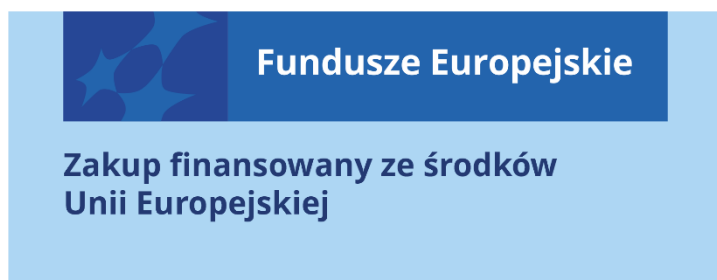 Fundusze Europejskie
Zakup finansowany ze środków
Unii Europejskiej